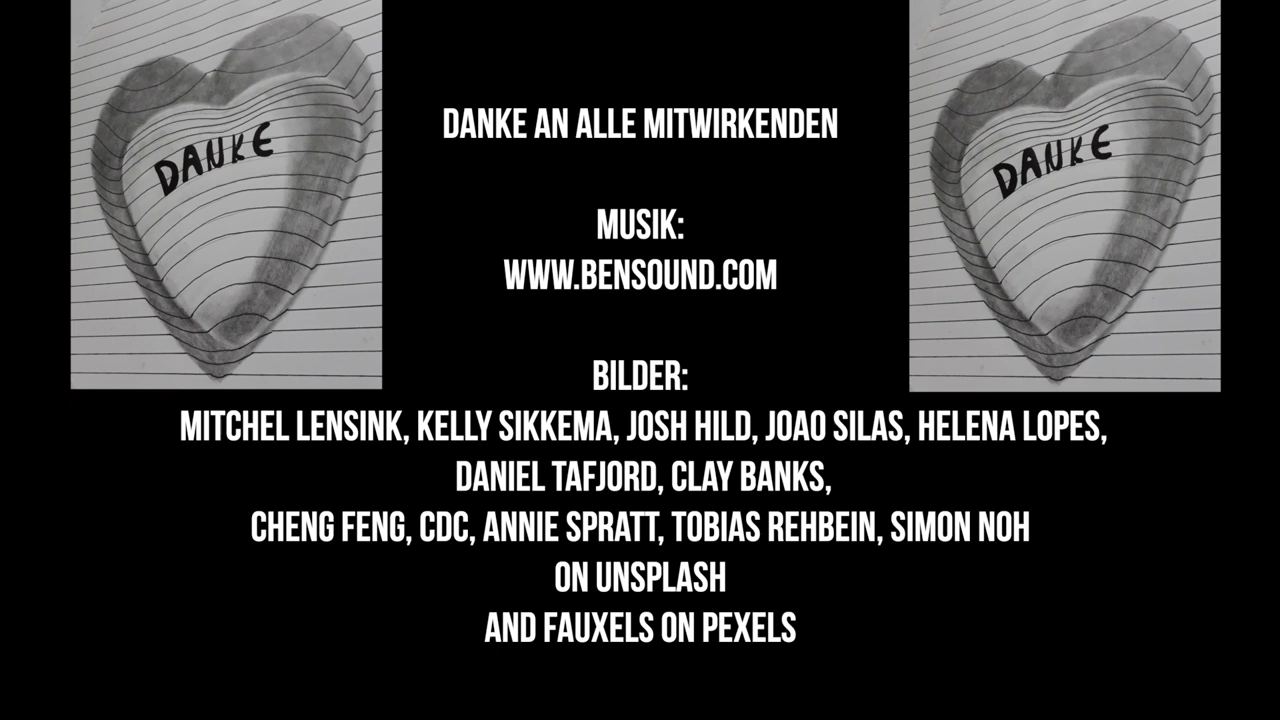 DANKE
DANKE
DANKE AN ALLE MITWIRKENDEN
MUSIK:
WWW.BENSOUND.COM
BILDER:
MITCHEL LENSINK, KELLY SIKKEMA, JOSH HILD, JOAO SILAS, HELENA LOPES,
DANIEL TAFJORD, CLAY BANKS,
CHENG FENG, CDC, ANNIE SPRATT, TOBIAS REHBEIN, SIMON NOH
ON UNSPLASH
AND FAUXELS ON PEXELS